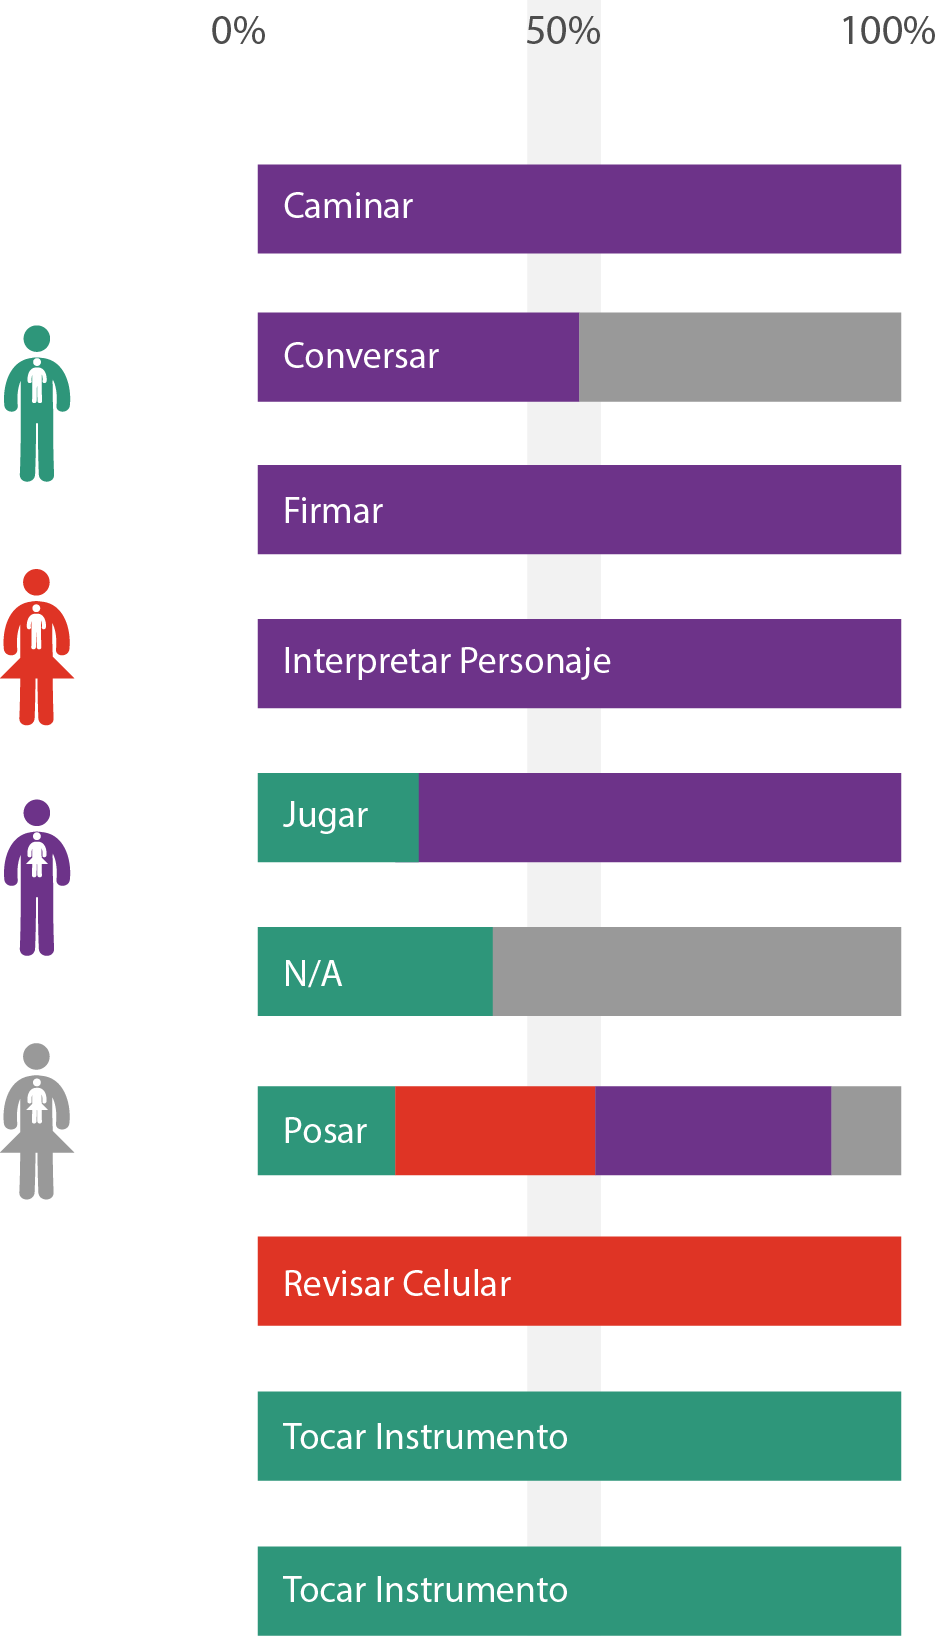 0% 50% 100%
Caminar
Conversar
Firmar
Interpretar Personaje
Jugar
N/A
Posar
Revisar Celular
Tocar Instrumento
Tocar Instrumento